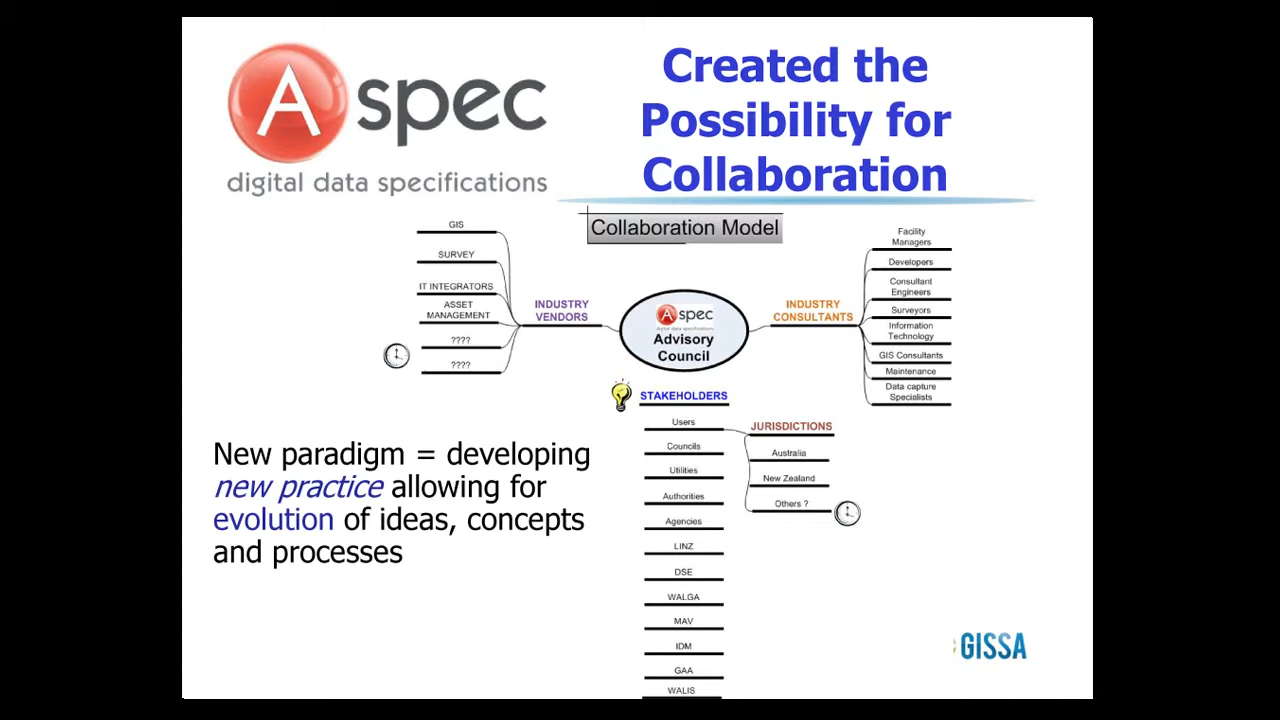 A spec
digital data specifications
Created the
Possibility for
Collaboration
Collaboration Model
GIS
SURVEY
IT INTEGRATORS
ASSET
MANAGEMENT
????
????
INDUSTRY
VENDORS
A spec
digital data specifications
Advisory
Council
INDUSTRY
CONSULTANTS
Facility
Managers
Developers
Consultant
Engineers
Surveyors
Information
Technology
GIS Consultants
Maintenance
Data capture
Specialists
STAKEHOLDERS
Users
Councils
Utilities
Authorities
Agencies
LINZ
DSE
WALGA
MAV
IDM
GAA
WALIS
JURISDICTIONS
Australia
New Zealand
Others ?
New paradigm = developing
new practice allowing for
evolution of ideas, concepts
and processes
GISSA